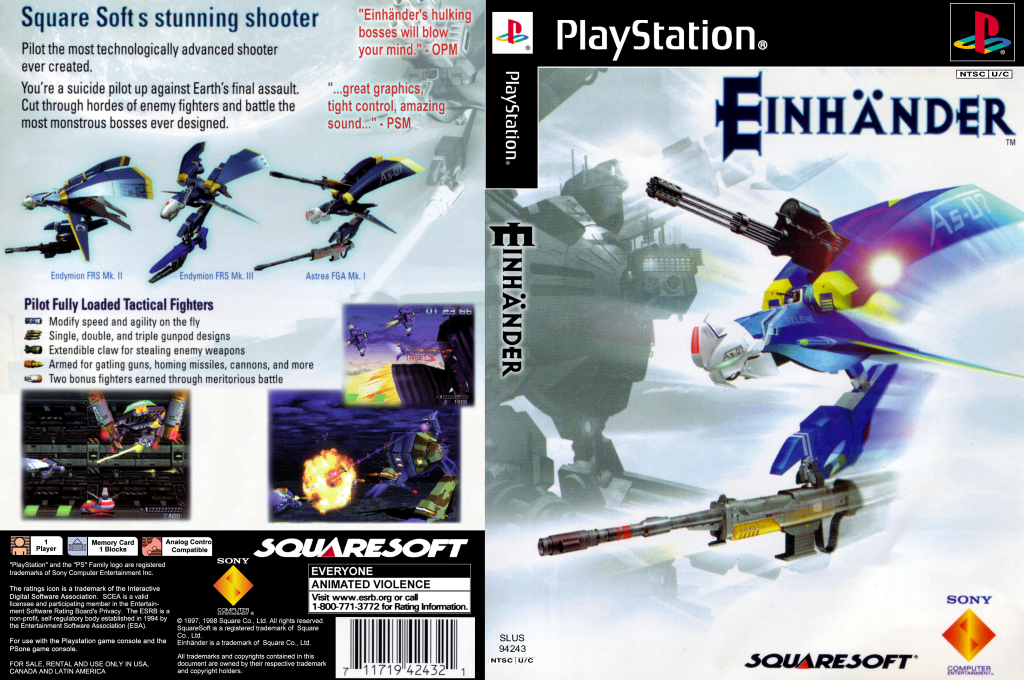 Square Soft s stunning shooter
Pilot the most technologically advanced shooter
ever created.
You're a suicide pilot up against Earth's final assault.
Cut through hordes of enemy fighters and battle the
most monstrous bosses ever designed.
"Einhänder's hulking
bosses will blow
your mind." - OPM
"...great graphics,
tight control, amazing
sound..." - PSM
En-02
As-07
Endymion FRS Mk. II
Endymion FRS Mk. III
Astrea FGA Mk. I
Pilot Fully Loaded Tactical Fighters
Modify speed and agility on the fly
Single, double, and triple gunpod designs
Extendible claw for stealing enemy weapons
Armed for gatling guns, homing missiles, cannons, and more
Two bonus fighters earned through meritorious battle
01 23 66
1
Player
Memory Card
1 Blocks
Analog Contro
Compatible
"PlayStation" and the "PS" Family logo are registered
trademarks of Sony Computer Entertainment Inc.
The ratings icon is a trademark of the Interactive
Digital Software Association. SCEA is a valid
licensee and participating member in the Entertain-
ment Software Rating Board's Privacy. The ESRB is a
non-profit, self-regulatory body established in 1994 by
the Entertainment Software Association (ESA).
For use with the Playstation game console and the
PSone game console.
FOR SALE, RENTAL AND USE ONLY IN USA,
CANADA AND LATIN AMERICA
SONY
COMPUTER
ENTERTAINMENT ®
SQUARESOFT
© 1997, 1998 Square Co., Ltd. All rights reserved.
SquareSoft is a registered trademark of Square
Co., Ltd.
Einhänder is a trademark of Square Co., Ltd
All trademarks and copyrights contained in this
document are owned by their respective trademark
and copyright holders.
EVERYONE
ANIMATED VIOLENCE
Visit www.esrb.org or call
1-800-771-3772 for Rating Information.
7 11719 42432 1
®
PlayStation®
EINHÄNDER
SLUS
94243
NTSC U/C
PlayStation®
®
NTSC U/C
EINHÄNDER
TM
As-07
SELENE
As-07
SQUARESOFT®
SONY
COMPUTER
ENTERTAINMENT™